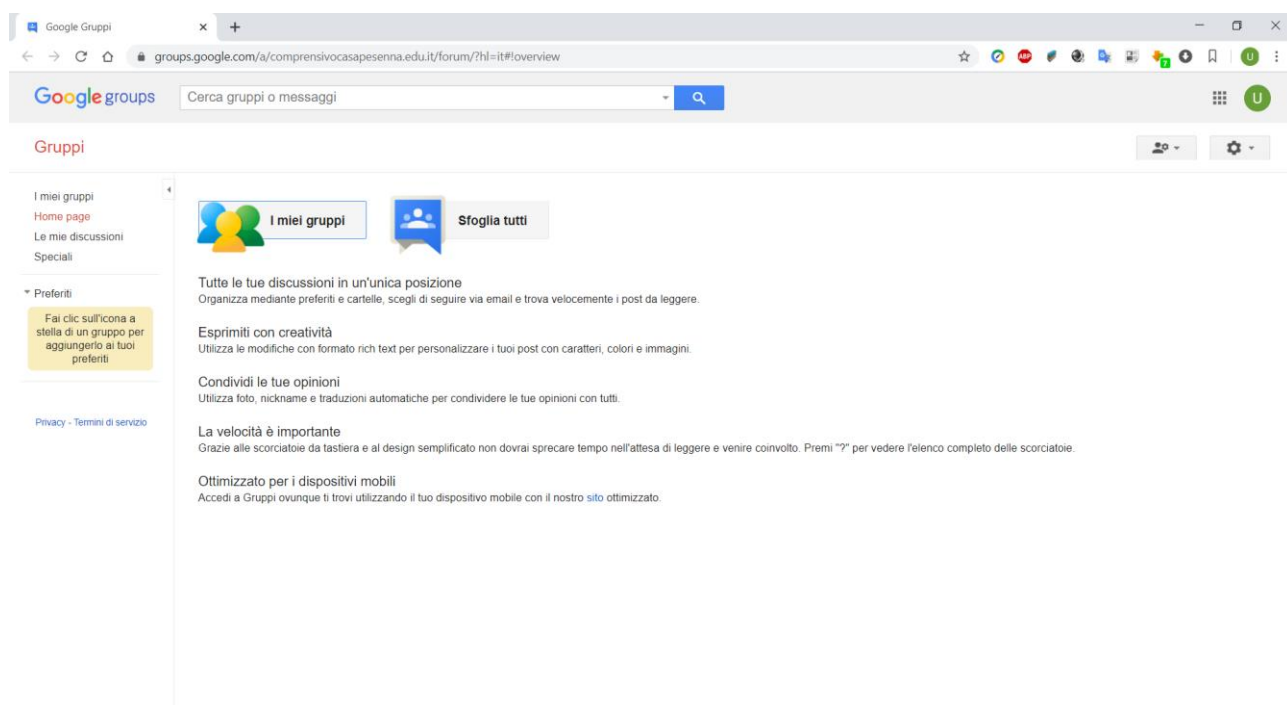 Google Gruppi
groups.google.com/a/comprensivocasapesenna.edu.it/forum/?hl=it#!overview
ABP
?
U
Google groups
Cerca gruppi o messaggi
U
Gruppi
I miei gruppi
Home page
Le mie discussioni
Speciali
Preferiti
Fai clic sull'icona a
stella di un gruppo per
aggiungerlo ai tuoi
preferiti
Privacy - Termini di servizio
I miei gruppi
Sfoglia tutti
Tutte le tue discussioni in un'unica posizione
Organizza mediante preferiti e cartelle, scegli di seguire via email e trova velocemente i post da leggere.
Esprimiti con creatività
Utilizza le modifiche con formato rich text per personalizzare i tuoi post con caratteri, colori e immagini.
Condividi le tue opinioni
Utilizza foto, nickname e traduzioni automatiche per condividere le tue opinioni con tutti.
La velocità è importante
Grazie alle scorciatoie da tastiera e al design semplificato non dovrai sprecare tempo nell'attesa di leggere e venire coinvolto. Premi "?" per vedere l'elenco completo delle scorciatoie.
Ottimizzato per i dispositivi mobili
Accedi a Gruppi ovunque ti trovi utilizzando il tuo dispositivo mobile con il nostro sito ottimizzato.